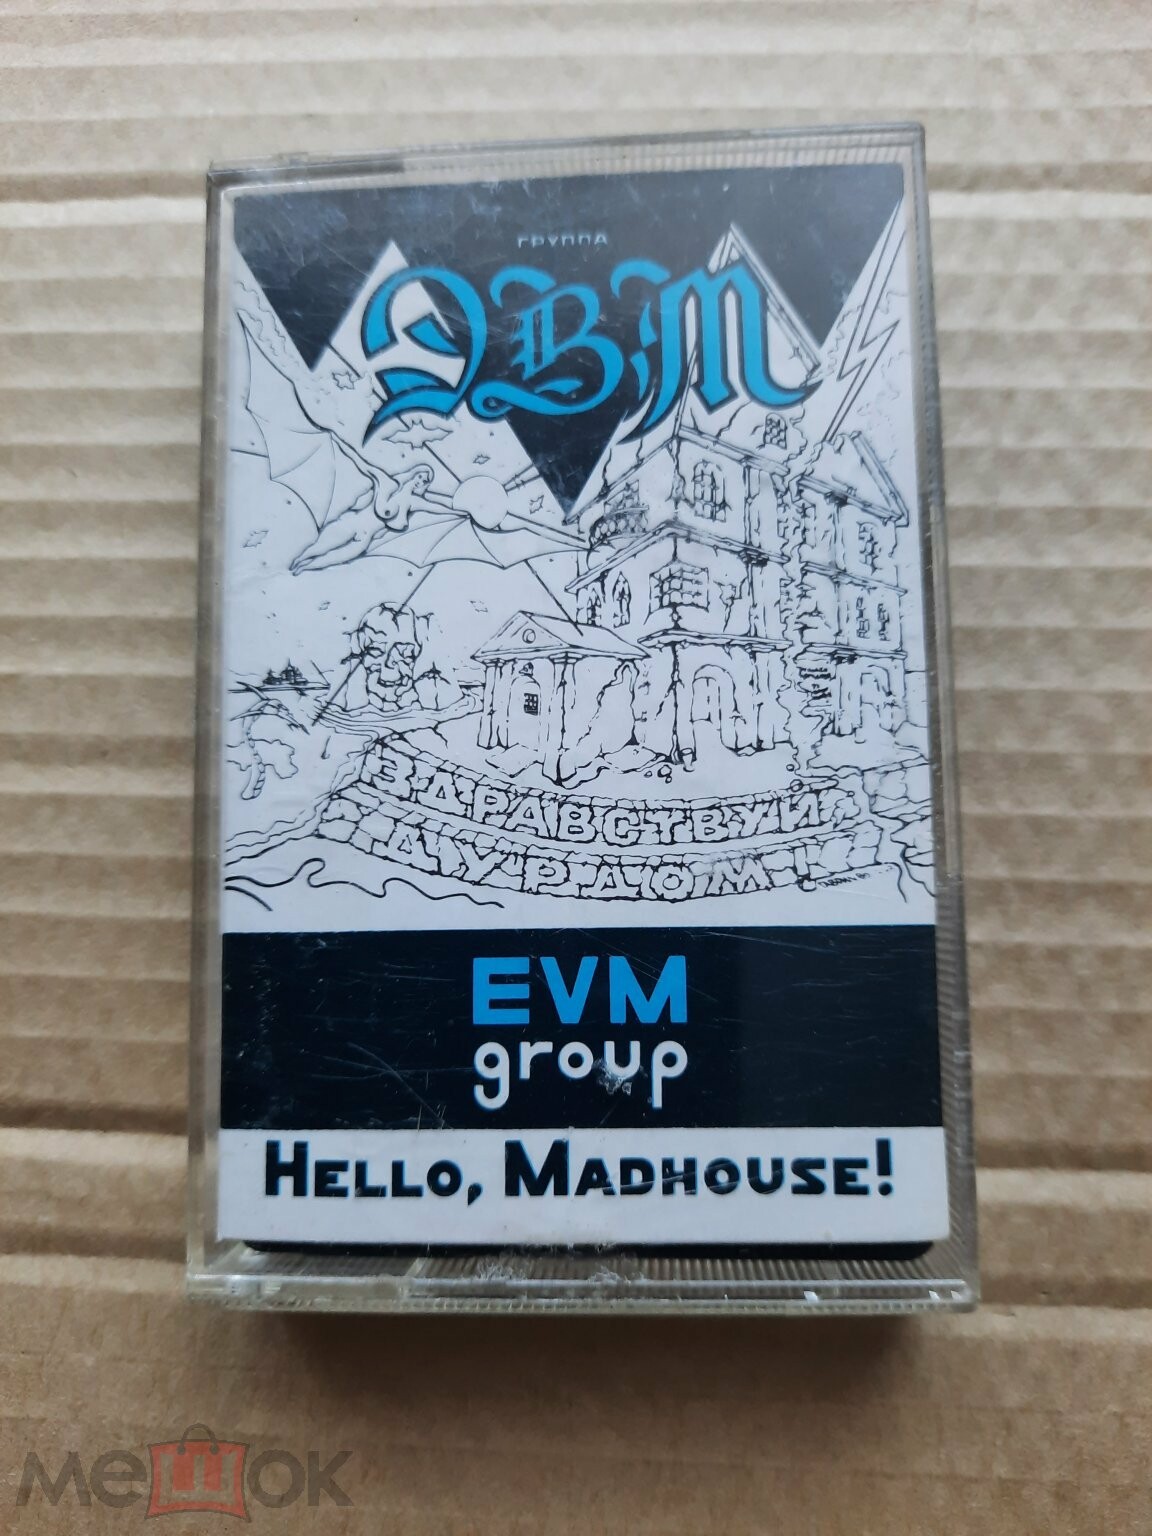 ГРУППА
ЭВМ
ЗДРАВСТВУЙ
ДУРДОМ!
EVM
group
HELLO, MADHOUSE!
мешок